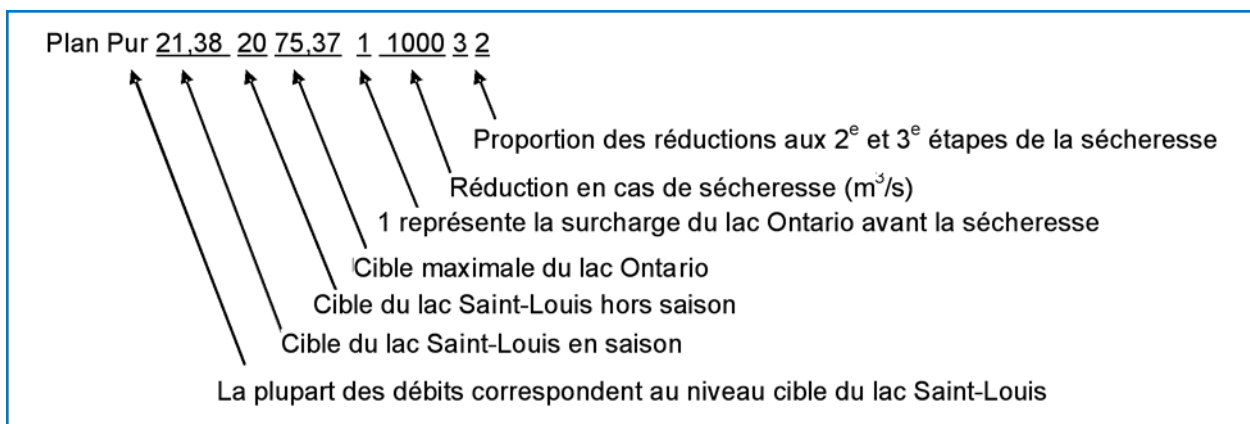 Plan Pur 21,38 20 75,37 1 1000 3 2
Proportion des réductions aux 2e et 3e étapes de la sécheresse
Réduction en cas de sécheresse (m3/s)
1 représente la surcharge du lac Ontario avant la sécheresse
Cible maximale du lac Ontario
Cible du lac Saint-Louis hors saison
Cible du lac Saint-Louis en saison
La plupart des débits correspondent au niveau cible du lac Saint-Louis